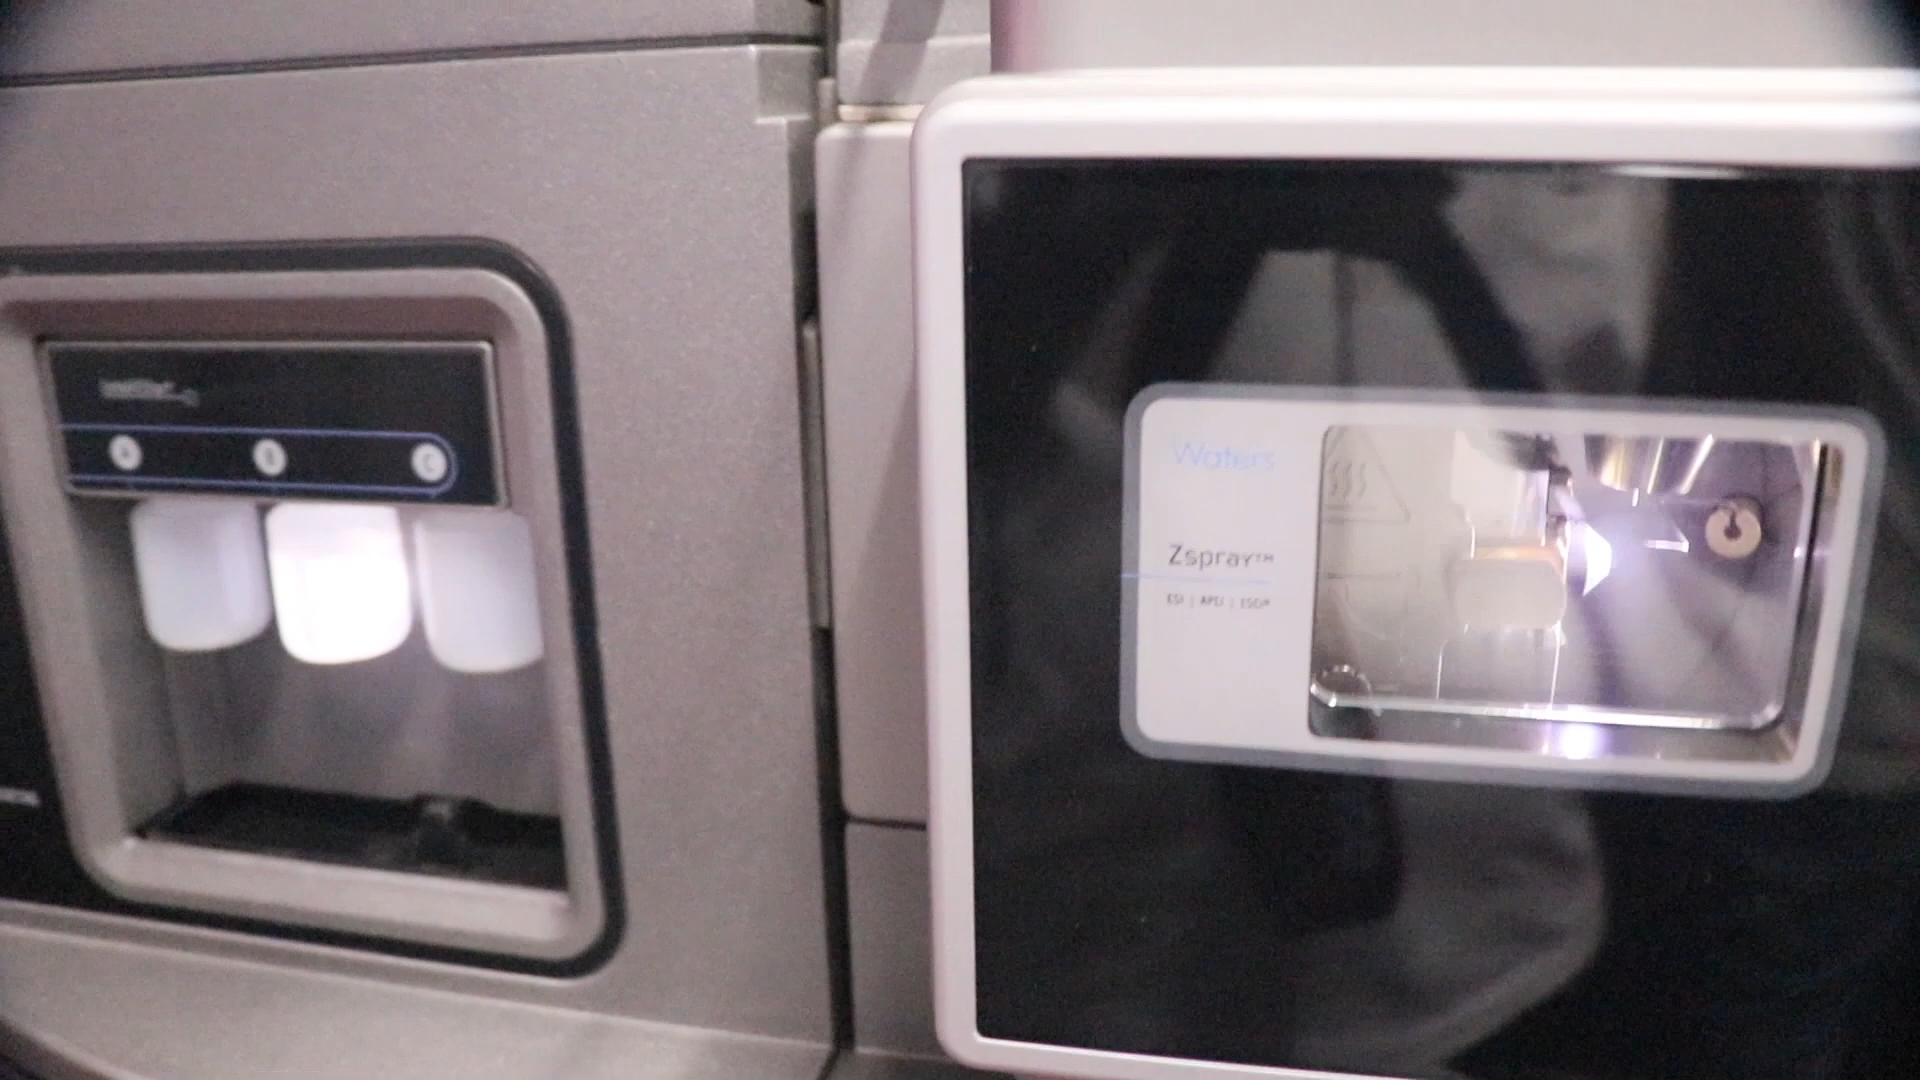 A B C
Waters
Zspray™
ESI | APCI | ESCi®